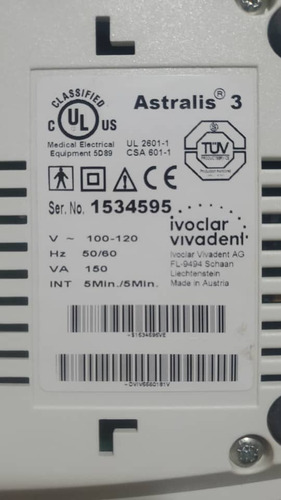 CLASSIFIED
C UL US
®
Medical Electrical
Equipment 5D89
UL 2601-1
CSA 601-1
Astralis® 3
TÜV
CE
Ser. No. 1534595
V ~ 100-120
Hz 50/60
VA 150
INT 5Min./5Min.
ivoclar
vivadent
Ivoclar Vivadent AG
FL-9494 Schaan
Liechtenstein
Made in Austria